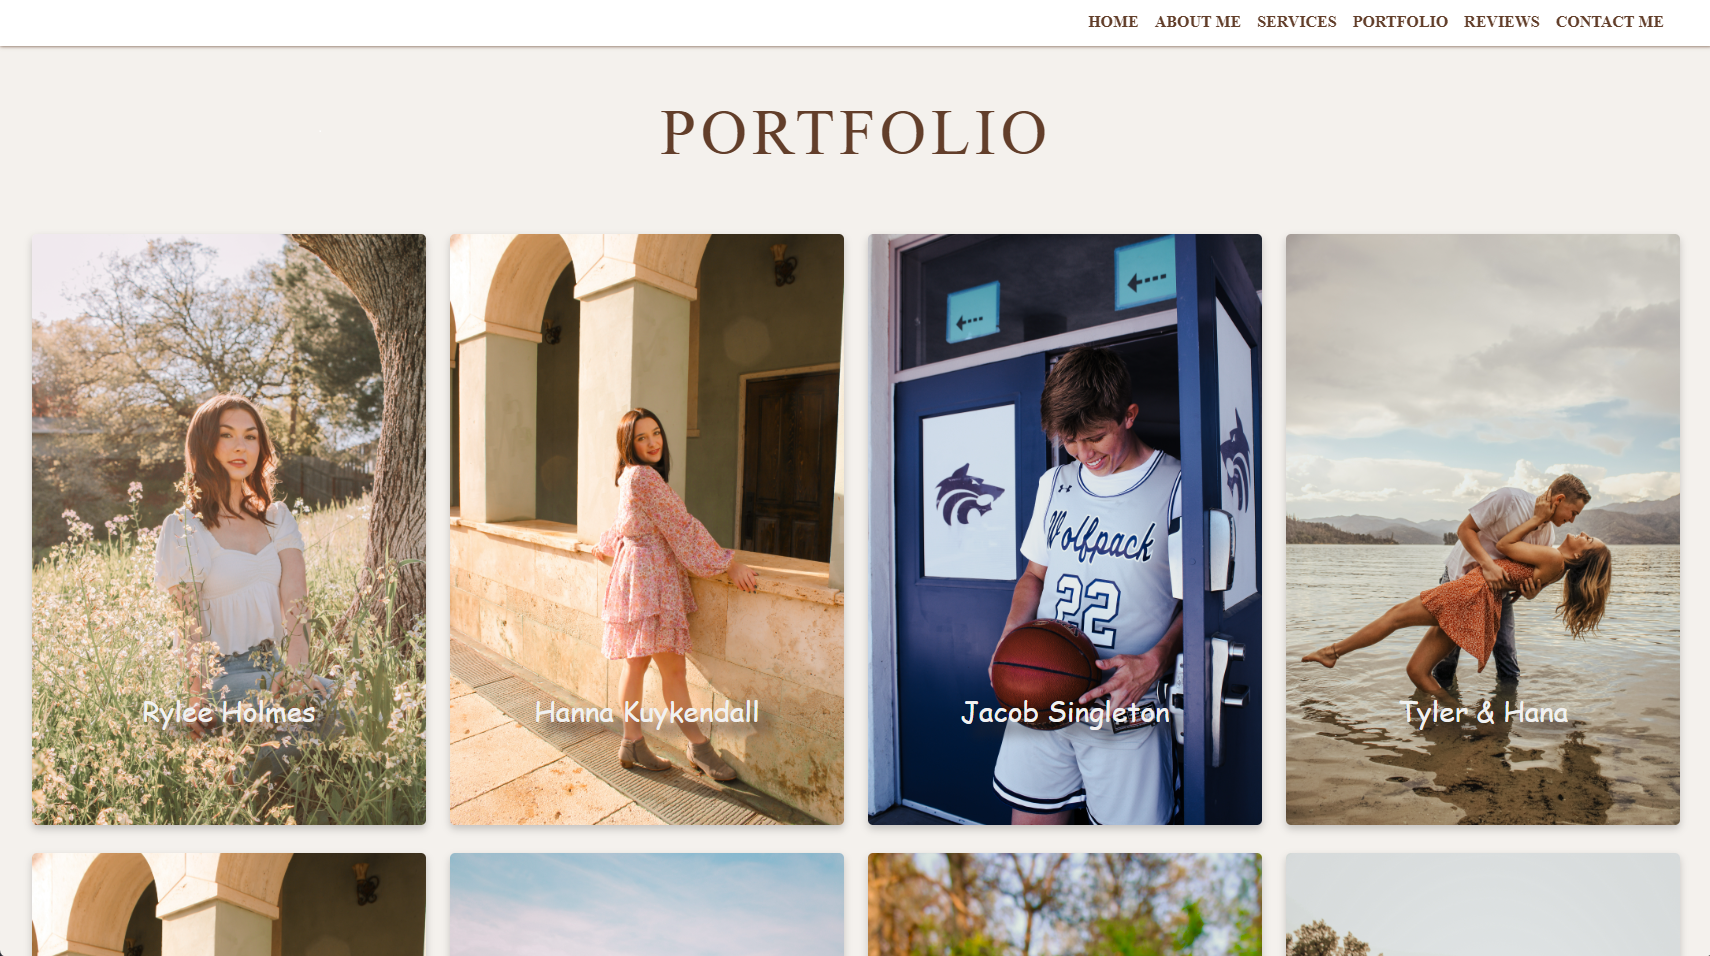 HOME ABOUT ME SERVICES PORTFOLIO REVIEWS CONTACT ME
PORTFOLIO
Wolfpack
22
Rylee Holmes
Hanna Kuykendall
Jacob Singleton
Tyler & Hana